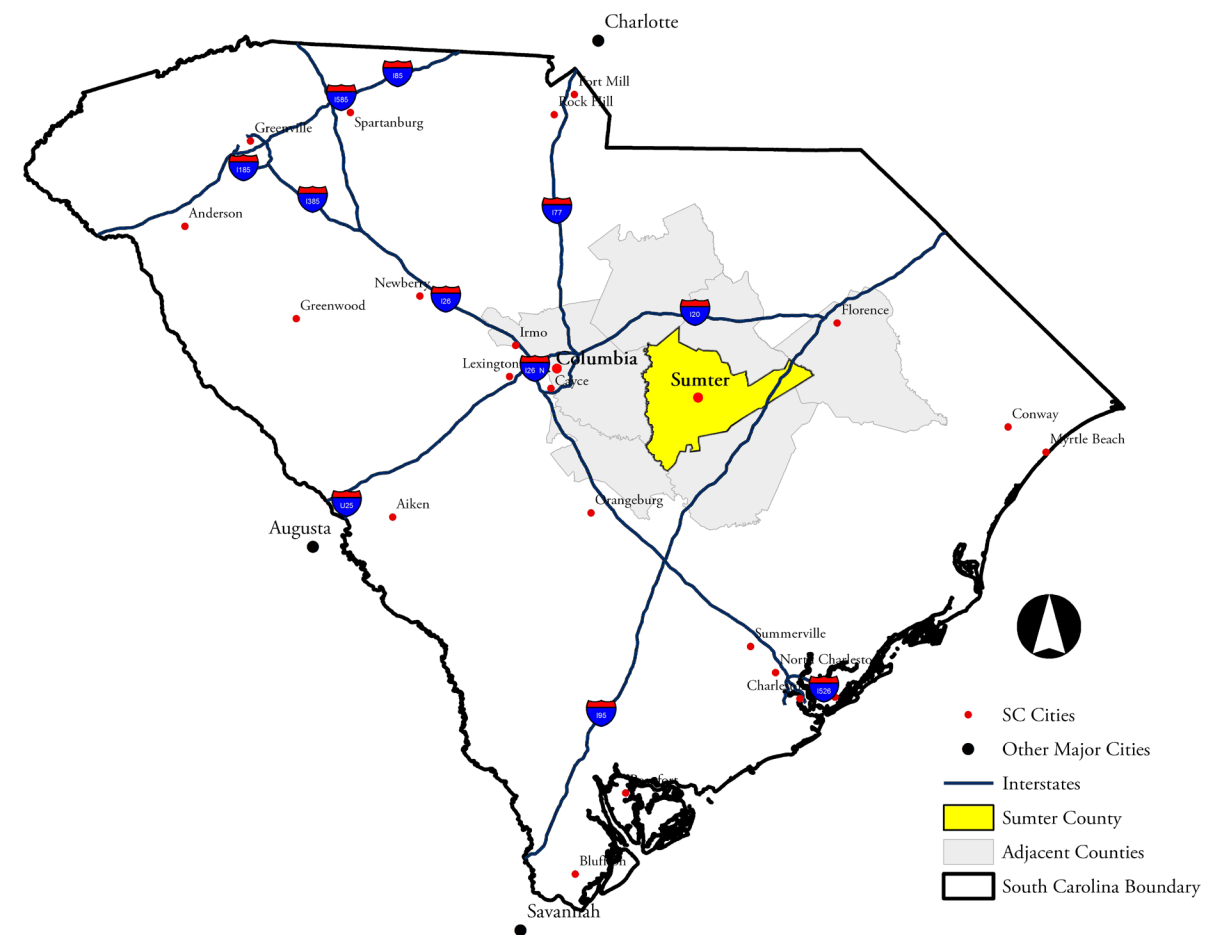 Charlotte
I85
Fort Mill
I585
Rock Hill
Spartanburg
Greenville
I185
I385
I77
Anderson
Newberry
I26
Greenwood
I20
Florence
Irmo
Columbia
Lexington
I26 N
Cayce
Sumter
Conway
Myrtle Beach
U25
Aiken
Orangeburg
Augusta
Summerville
North Charleston
I526
I95
SC Cities
Other Major Cities
Interstates
Beaufort
Sumter County
Adjacent Counties
Bluffton
South Carolina Boundary
Savannah